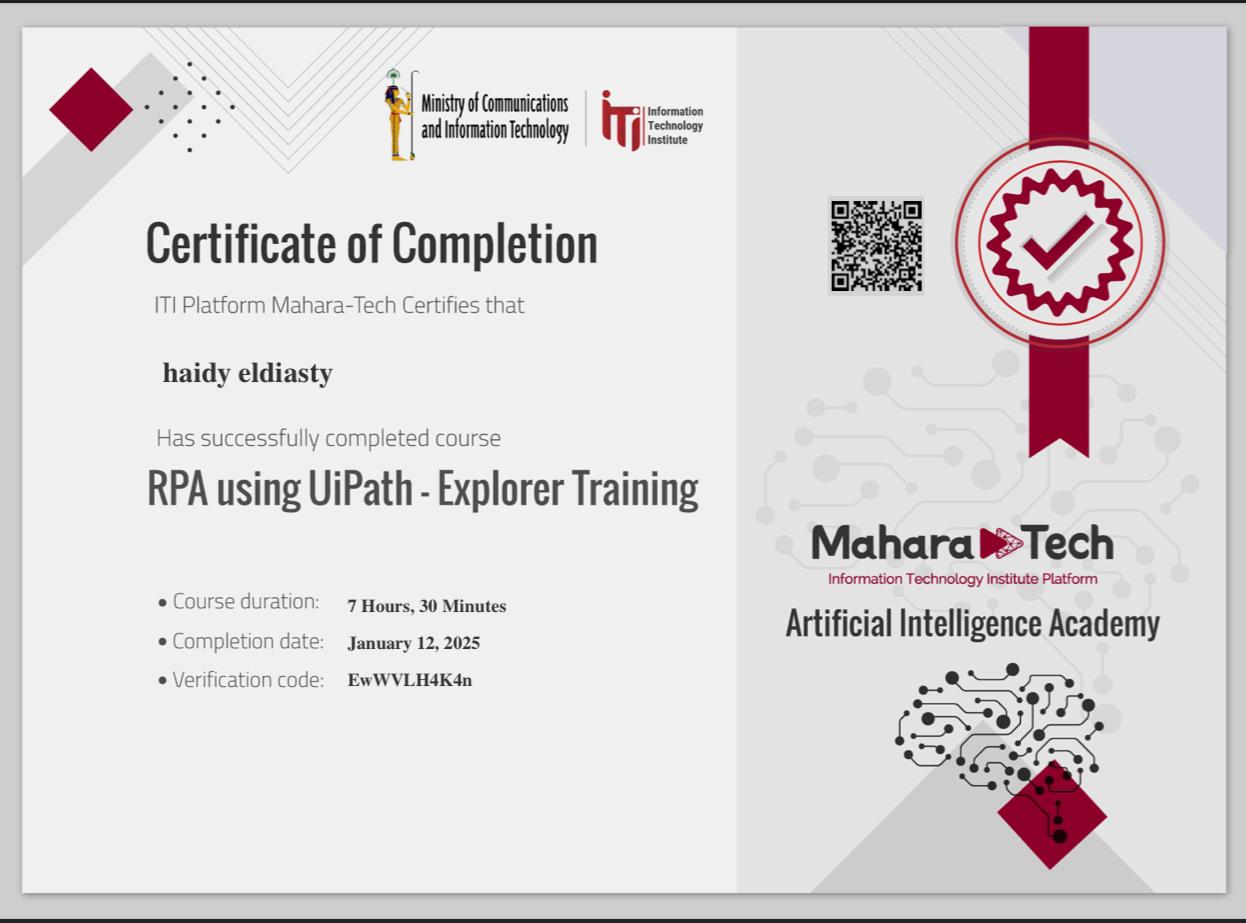 Ministry of Communications
and Information Technology
iTi
Information
Technology
Institute
Certificate of Completion
ITI Platform Mahara-Tech Certifies that
haidy eldiasty
Has successfully completed course
RPA using UiPath - Explorer Training
• Course duration: 7 Hours, 30 Minutes
• Completion date: January 12, 2025
• Verification code: EwWVLH4K4n
Mahara Tech
Information Technology Institute Platform
Artificial Intelligence Academy